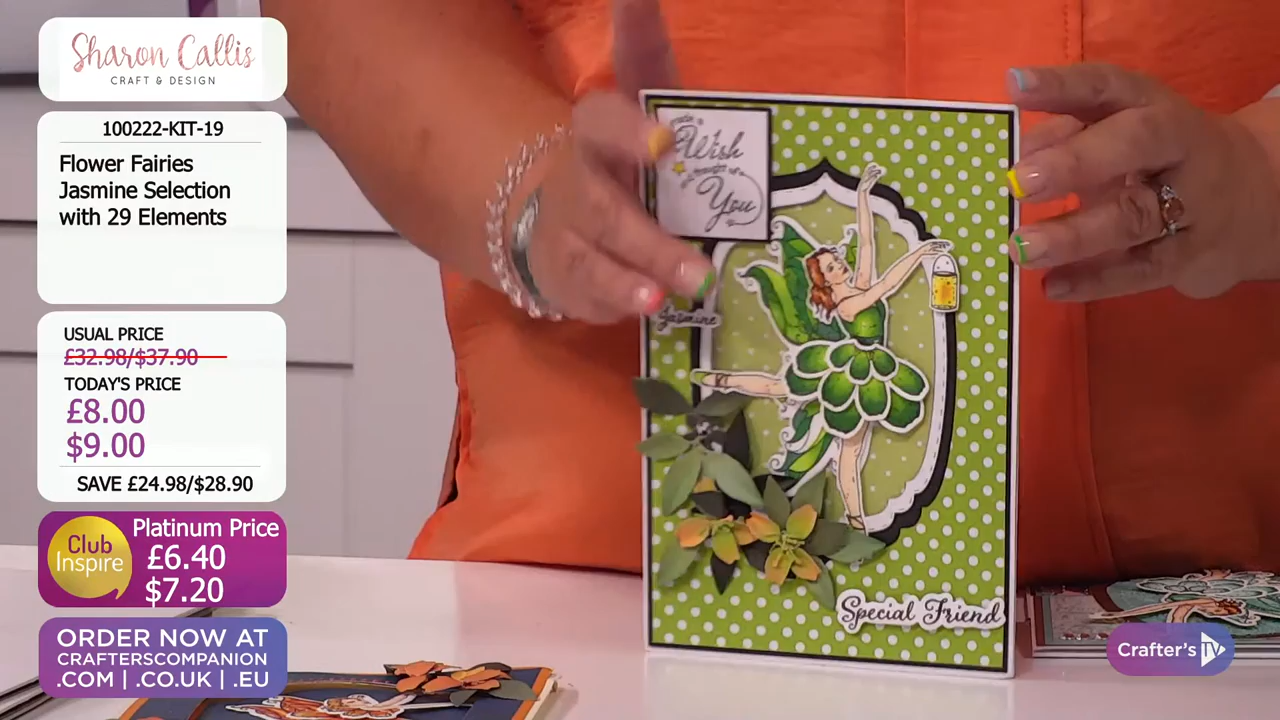 Sharon Callis
CRAFT & DESIGN
100222-KIT-19
Flower Fairies
Jasmine Selection
with 29 Elements
USUAL PRICE
£32.98/$37.90
TODAY'S PRICE
£8.00
$9.00
SAVE £24.98/$28.90
Club
Inspire
Platinum Price
£6.40
$7.20
ORDER NOW AT
CRAFTERSCOMPANION
.COM | .CO.UK | .EU
Wish
You
Jasmine
Special Friend
Crafter's TV